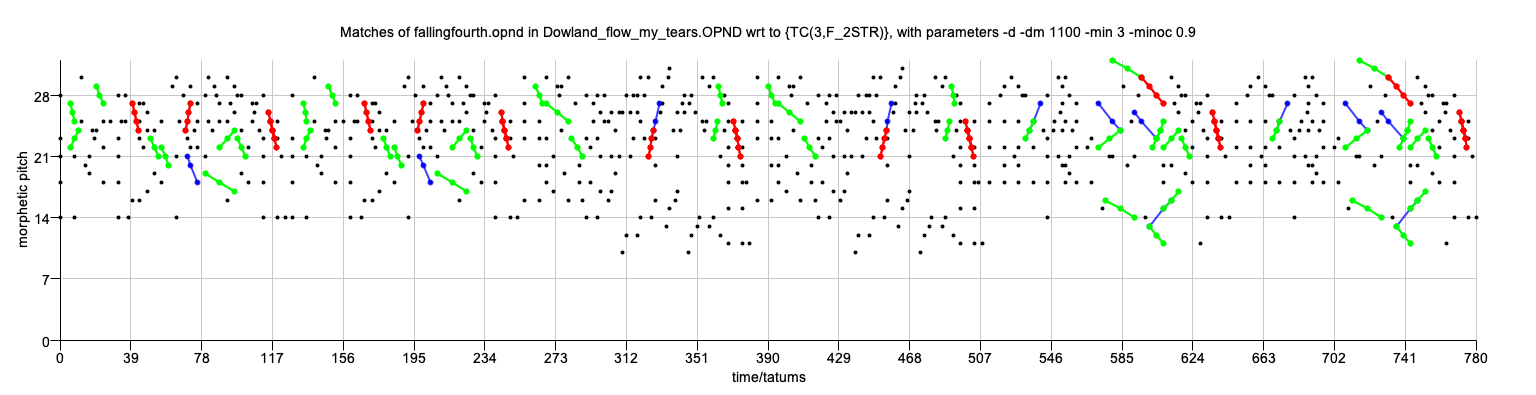 Matches of fallingfourth.opnd in Dowland_flow_my_tears.OPND wrt to {TC(3,F_2STR)}, with parameters -d -dm 1100 -min 3 -minoc 0.9
morphetic pitch
28
21
14
7
0
0 39 78 117 156 195 234 273 312 351 390 429 468 507 546 585 624 663 702 741 780
time/tatums